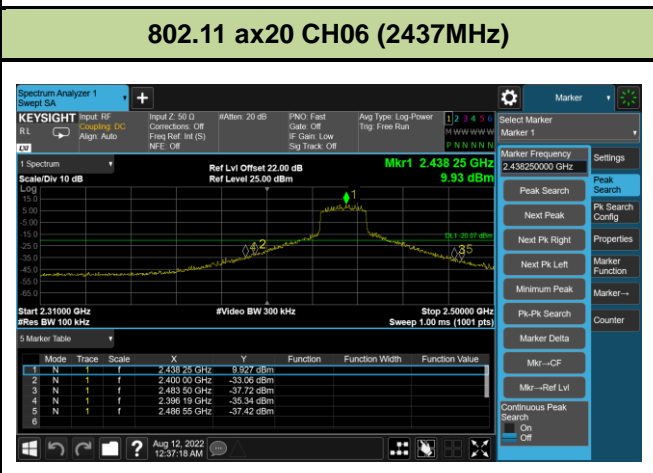 802.11 ax20 CH06 (2437MHz)
Spectrum Analyzer 1
Swept SA
Marker
KEYSIGHT
RL
Input: RF
Coupling: DC
Align: Auto
Input Z: 50 Ω
Corrections: Off
Freq Ref: Int (S)
NFE: Off
#Atten: 20 dB
PNO: Fast
Gate: Off
IF Gain: Low
Sig Track: Off
Avg Type: Log-Power
Trig: Free Run
1 2 3 4 5 6
M W W W W W
P N N N N N
Select Marker
Marker 1
1 Spectrum
Scale/Div 10 dB
Ref Lvl Offset 22.00 dB
Ref Level 25.00 dBm
Mkr1 2.438 25 GHz
9.93 dBm
Log
15.0
5.00
-5.00
-15.0
-25.0
-35.0
-45.0
-55.0
-65.0
1
DL1 -20.07 dBm
4 2
3 5
Start 2.31000 GHz
#Res BW 100 kHz
#Video BW 300 kHz
Stop 2.50000 GHz
Sweep 1.00 ms (1001 pts)
5 Marker Table
Mode Trace Scale X Y Function Function Width Function Value
1 N 1 f 2.438 25 GHz 9.927 dBm
2 N 1 f 2.400 00 GHz -33.06 dBm
3 N 1 f 2.483 50 GHz -37.72 dBm
4 N 1 f 2.396 19 GHz -35.34 dBm
5 N 1 f 2.486 55 GHz -37.42 dBm
6
Marker Frequency
2.438250000 GHz
Peak Search
Next Peak
Next Pk Right
Next Pk Left
Minimum Peak
Pk-Pk Search
Marker Delta
Mkr→CF
Mkr→Ref Lvl
Continuous Peak
Search
On
Off
Settings
Peak
Search
Pk Search
Config
Properties
Marker
Function
Marker→
Counter
Aug 12, 2022
12:37:18 AM